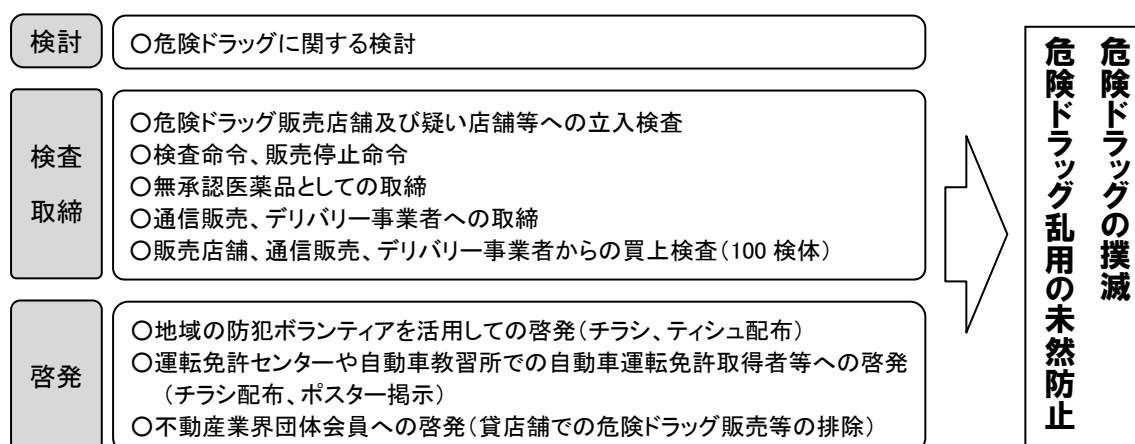 検討
〇危険ドラッグに関する検討
検査
取締
〇危険ドラッグ販売店舗及び疑い店舗等への立入検査
〇検査命令、販売停止命令
〇無承認医薬品としての取締
〇通信販売、デリバリー事業者への取締
〇販売店舗、通信販売、デリバリー事業者からの買上検査(100 検体)
啓発
〇地域の防犯ボランティアを活用しての啓発(チラシ、ティシュ配布)
〇運転免許センターや自動車教習所での自動車運転免許取得者等への啓発
(チラシ配布、ポスター掲示)
〇不動産業界団体会員への啓発(貸店舗での危険ドラッグ販売等の排除)
危険ドラッグの撲滅
危険ドラッグ乱用の未然防止